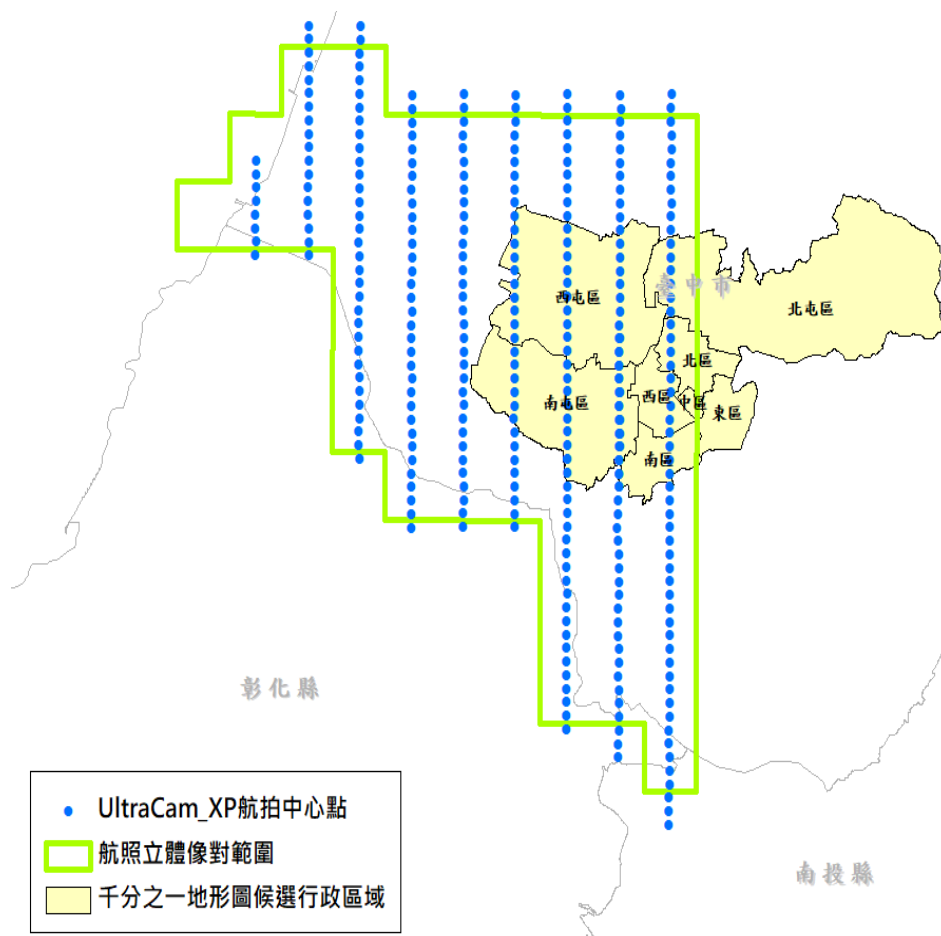 臺中市
西屯區
北屯區
北區
西區
中區
東區
南屯區
南區
彰化縣
南投縣
UltraCam_XP航拍中心點
航照立體像對範圍
千分之一地形圖候選行政區域